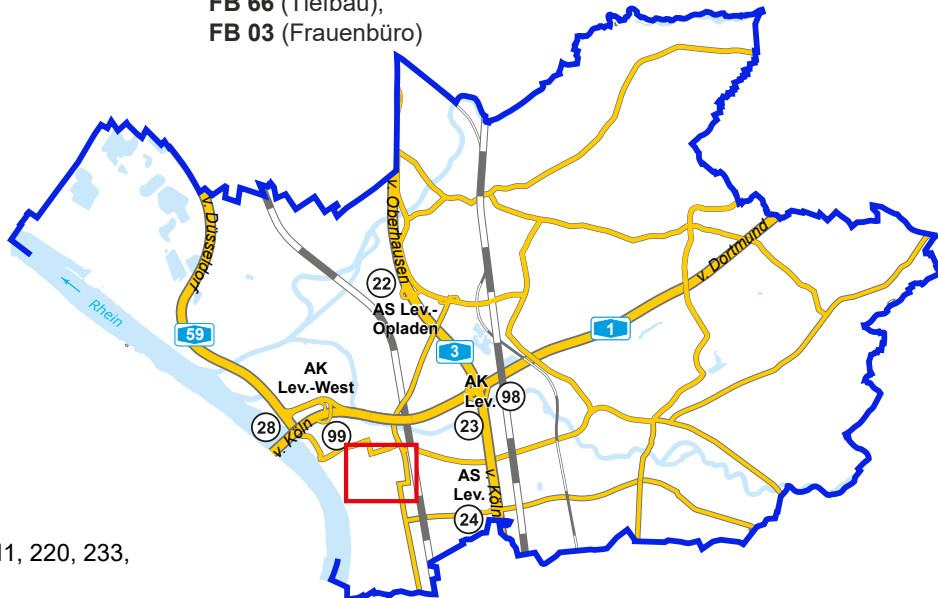 FB 66 (Tiefbau),
FB 03 (Frauenbüro)
v. Düsseldorf
v. Oberhausen
v. Dortmund
Rhein
22
AS Lev.-
Opladen
59
3
1
AK
Lev.-West
AK
Lev.
98
28
v. Köln
99
23
AS
Lev.
v. Köln
24
11, 220, 233,